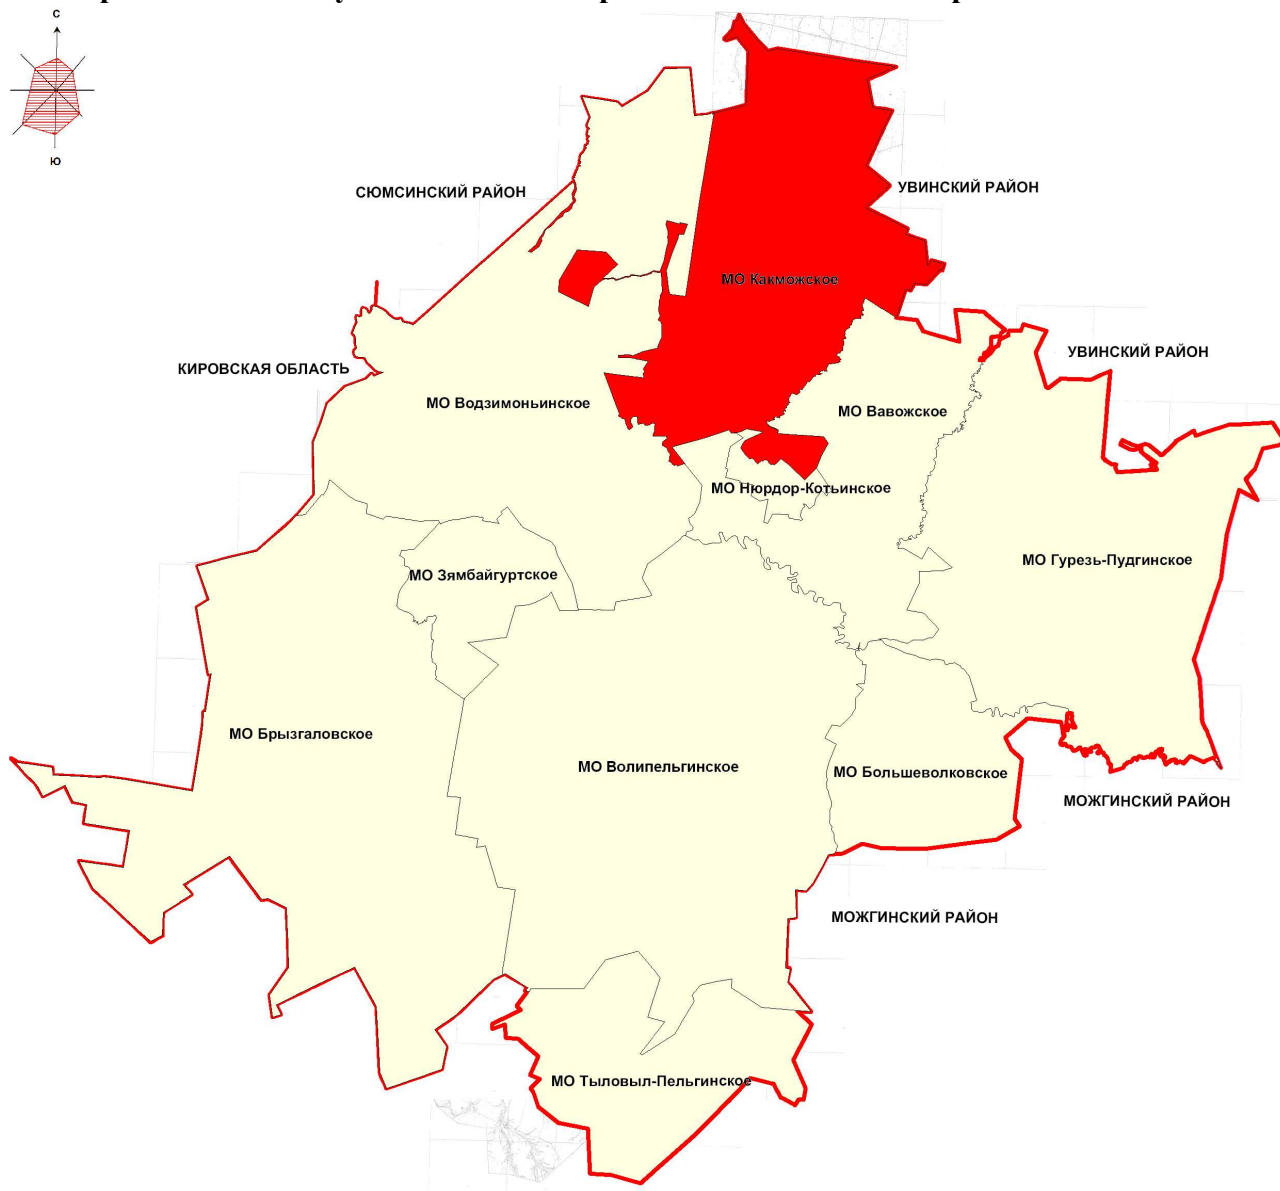 С
Ю
СЮМСИНСКИЙ РАЙОН
УВИНСКИЙ РАЙОН
МО Какможское
УВИНСКИЙ РАЙОН
КИРОВСКАЯ ОБЛАСТЬ
МО Водзимоньинское
МО Вавожское
МО Нюрдор-Котьинское
МО Гурезь-Пудгинское
МО Зямбайгуртское
МО Брызгаловское
МО Волипельгинское
МО Большеволковское
МОЖГИНСКИЙ РАЙОН
МОЖГИНСКИЙ РАЙОН
МО Тыловыл-Пельгинское